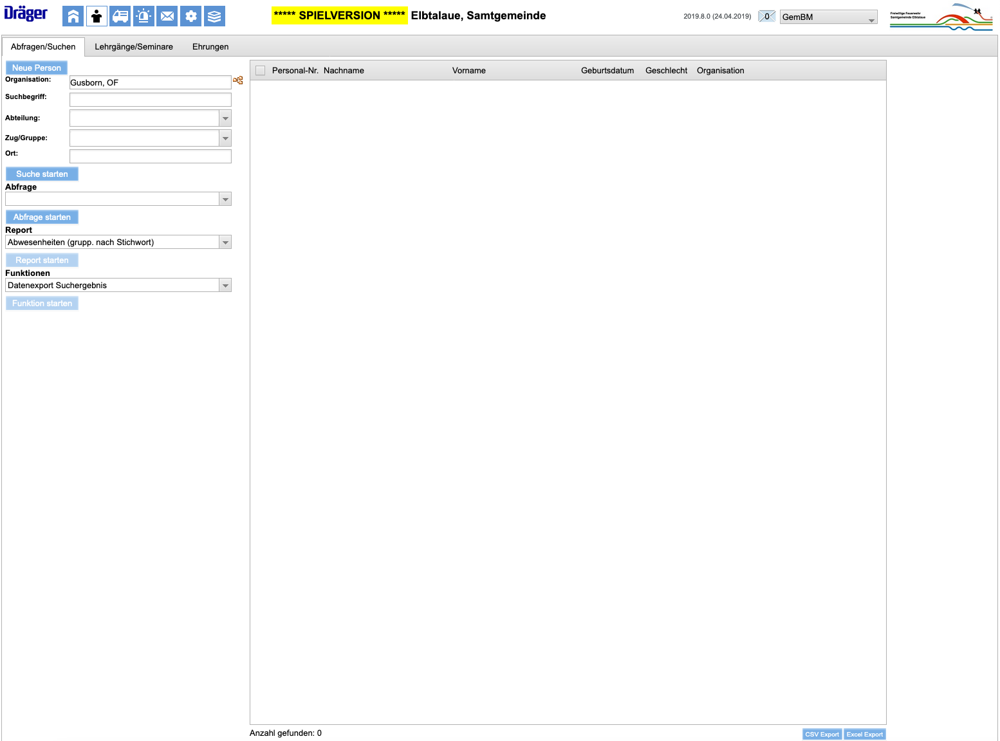 Dräger
***** SPIELVERSION ***** Elbtalaue, Samtgemeinde
2019.8.0 (24.04.2019)
0
GemBM
Freiwillige Feuerwehr
Samtgemeinde Elbtalaue
Abfragen/Suchen
Lehrgänge/Seminare
Ehrungen
Neue Person
Organisation:
Gusborn, OF
Suchbegriff:
Abteilung:
Zug/Gruppe:
Ort:
Suche starten
Abfrage
Abfrage starten
Report
Abwesenheiten (grupp. nach Stichwort)
Report starten
Funktionen
Datenexport Suchergebnis
Funktion starten
Personal-Nr. Nachname Vorname Geburtsdatum Geschlecht Organisation
Anzahl gefunden: 0
CSV Export
Excel Export